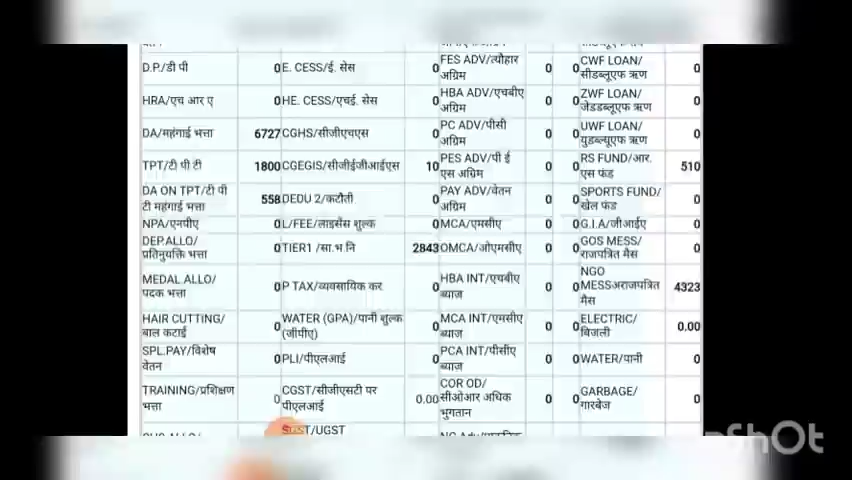 D.P./डी पी 0 E. CESS/ई. सेस 0 FES ADV/त्यौहार अग्रिम 0 0 CWF LOAN/सीडब्लूएफ ऋण 0
HRA/एच आर ए 0 HE. CESS/एचई. सेस 0 HBA ADV/एचबीए अग्रिम 0 0 ZWF LOAN/जेडडब्लूएफ ऋण 0
DA/महंगाई भत्ता 6727 CGHS/सीजीएचएस 0 PC ADV/पीसी अग्रिम 0 0 UWF LOAN/युडब्लूएफ ऋण 0
TPT/टी पी टी 1800 CGEGIS/सीजीईजीआईएस 10 PES ADV/पी ई एस अग्रिम 0 0 RS FUND/आर. एस फंड 510
DA ON TPT/टी पी टी महंगाई भत्ता 558 DEDU 2/कटौती 0 PAY ADV/वेतन अग्रिम 0 0 SPORTS FUND/खेल फंड 0
NPA/एनपीए 0 L/FEE/लाइसेंस शुल्क 0 MCA/एमसीए 0 0 G.I.A/जीआईए 0
DEP.ALLO/प्रतिनुयक्ति भत्ता 0 TIER1 /सा.भ नि 2843 OMCA/ओएमसीए 0 0 GOS MESS/राजपत्रित मैस 0
MEDAL ALLO/पदक भत्ता 0 P TAX/व्यवसायिक कर 0 HBA INT/एचबीए ब्याज 0 0 NGO MESSअराजपत्रित मैस 4323
HAIR CUTTING/बाल कटाई 0 WATER (GPA)/पानी शुल्क (जीपीए) 0 MCA INT/एमसीए ब्याज 0 0 ELECTRIC/बिजली 0.00
SPL.PAY/विशेष वेतन 0 PLI/पीएलआई 0 PCA INT/पीसीए ब्याज 0 0 WATER/पानी 0
TRAINING/प्रशिक्षण भत्ता 0 CGST/सीजीएसटी पर पीएलआई 0.00 COR OD/सीओआर अधिक भुगतान 0 0 GARBAGE/गारबेज 0
SGST/UGST